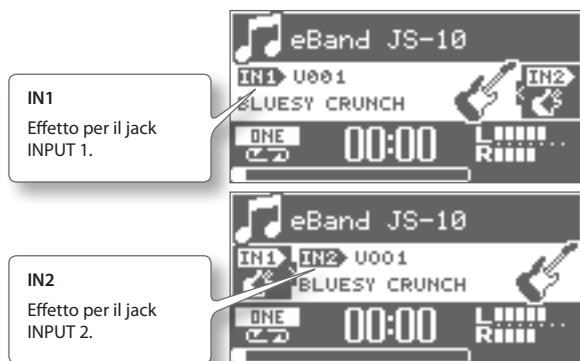 eBand JS-10
IN1 U001 IN2
BLUESY CRUNCH
ONE 00:00 L
R
IN1
Effetto per il jack
INPUT 1.
eBand JS-10
IN1 IN2 U001
BLUESY CRUNCH
ONE 00:00 L
R
IN2
Effetto per il jack
INPUT 2.